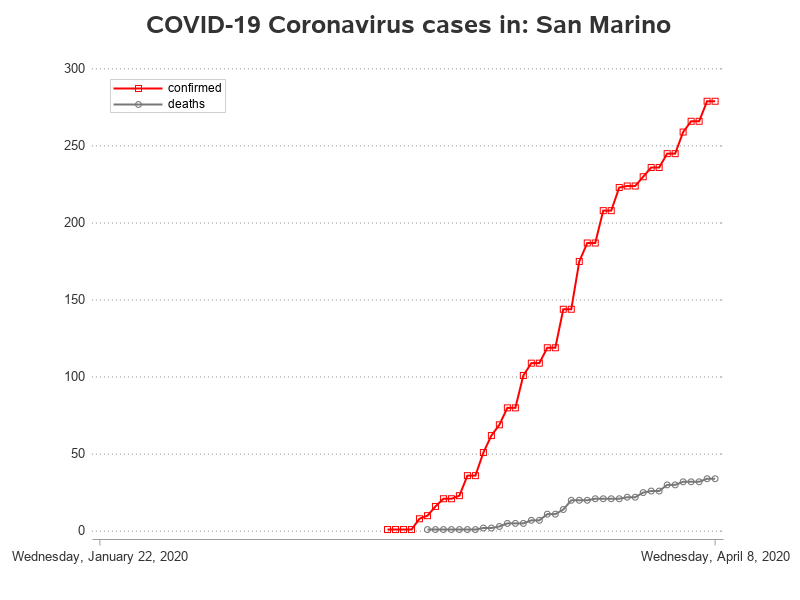 COVID-19 Coronavirus cases in: San Marino
300
confirmed
deaths
250
200
150
100
50
0
Wednesday, January 22, 2020
Wednesday, April 8, 2020